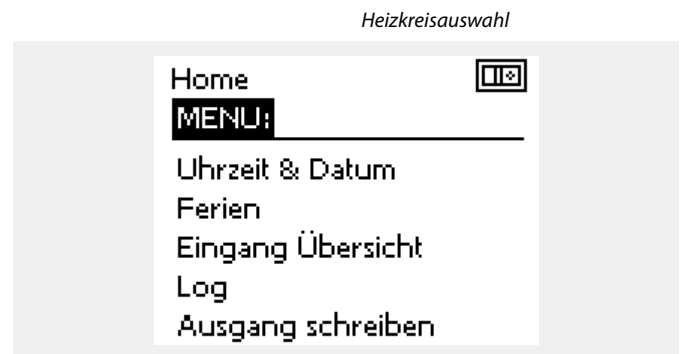 Heizkreisauswahl
Home
MENU:
Uhrzeit & Datum
Ferien
Eingang Übersicht
Log
Ausgang schreiben